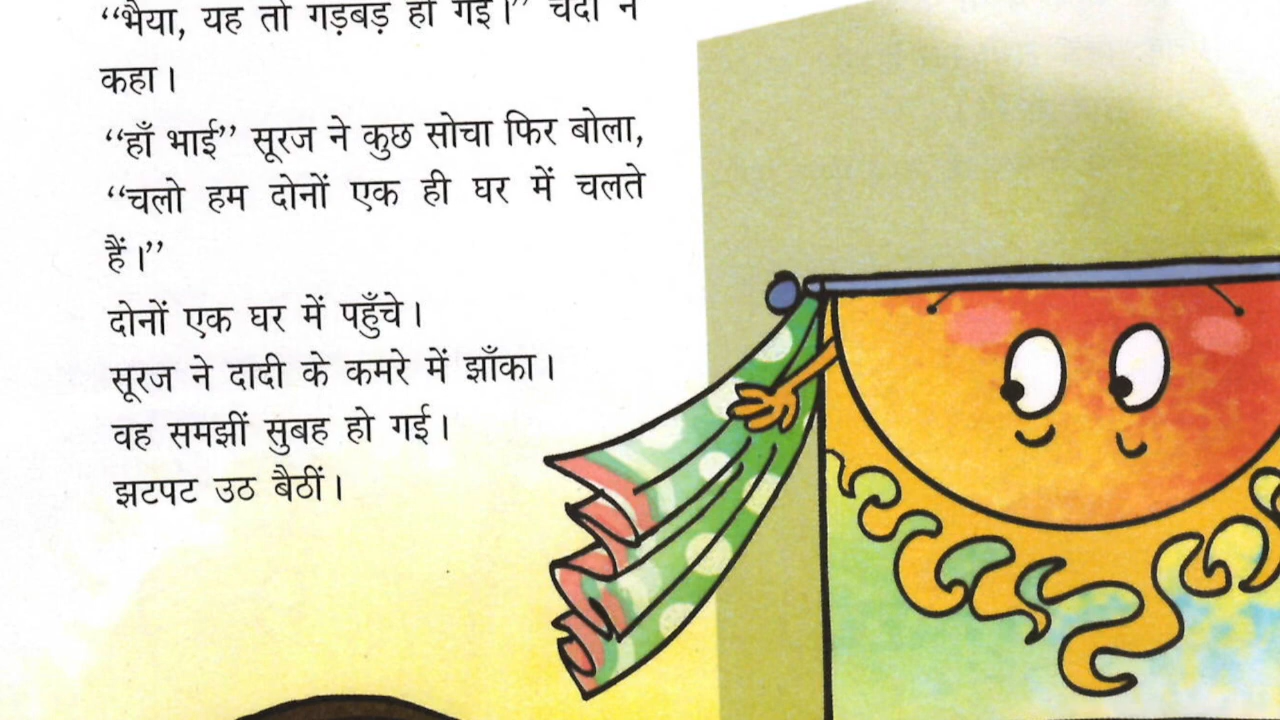 “भैया, यह तो गड़बड़ हो गई।” चंदा ने
कहा।
“हाँ भाई” सूरज ने कुछ सोचा फिर बोला,
“चलो हम दोनों एक ही घर में चलते
हैं।”
दोनों एक घर में पहुँचे।
सूरज ने दादी के कमरे में झाँका।
वह समझीं सुबह हो गई।
झटपट उठ बैठीं।